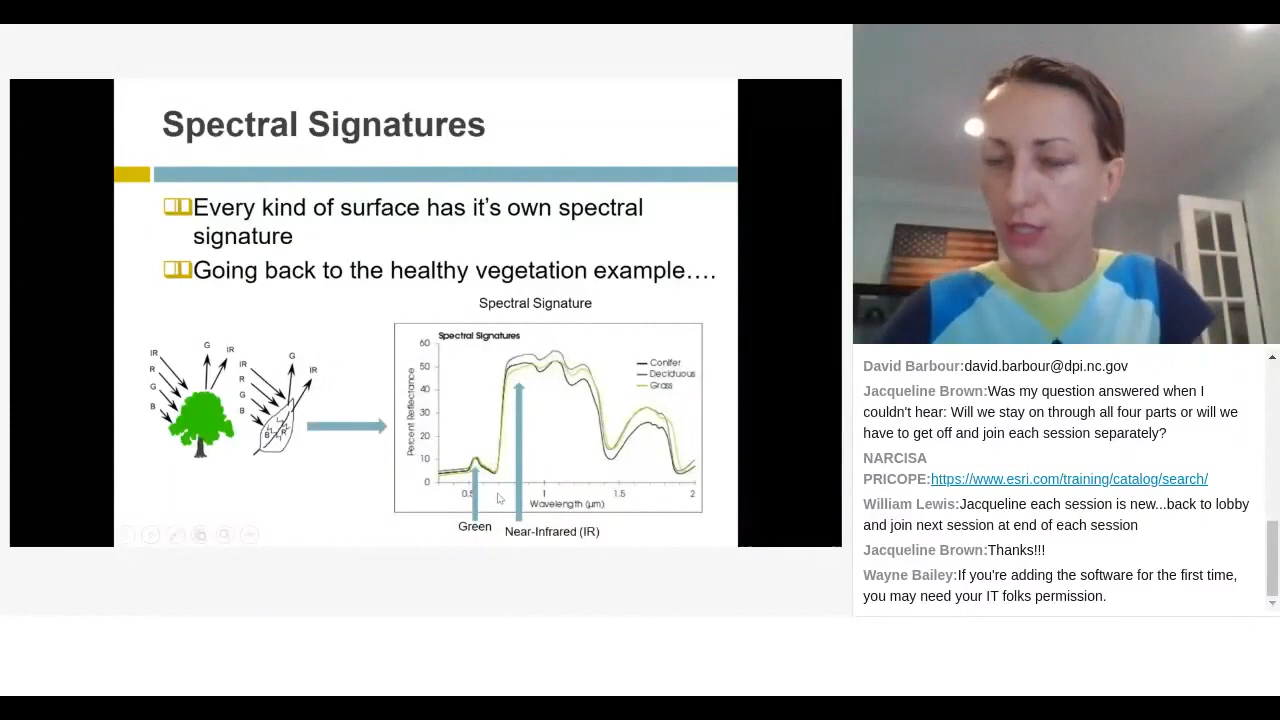 Spectral Signatures
Every kind of surface has it’s own spectral
signature
Going back to the healthy vegetation example….
Spectral Signature
Spectral Signatures
Conifer
Deciduous
Grass
Percent Reflectance
60
50
40
30
20
10
0
0.5
1
1.5
2
Wavelength (µm)
Green
Near-Infrared (IR)
IR
R
G
B
G
IR
IR
R
G
B
G
IR
B
R
David Barbour:david.barbour@dpi.nc.gov
Jacqueline Brown:Was my question answered when I
couldn't hear: Will we stay on through all four parts or will we
have to get off and join each session separately?
NARCISA
PRICOPE:https://www.esri.com/training/catalog/search/
William Lewis:Jacqueline each session is new...back to lobby
and join next session at end of each session
Jacqueline Brown:Thanks!!!
Wayne Bailey:If you're adding the software for the first time,
you may need your IT folks permission.